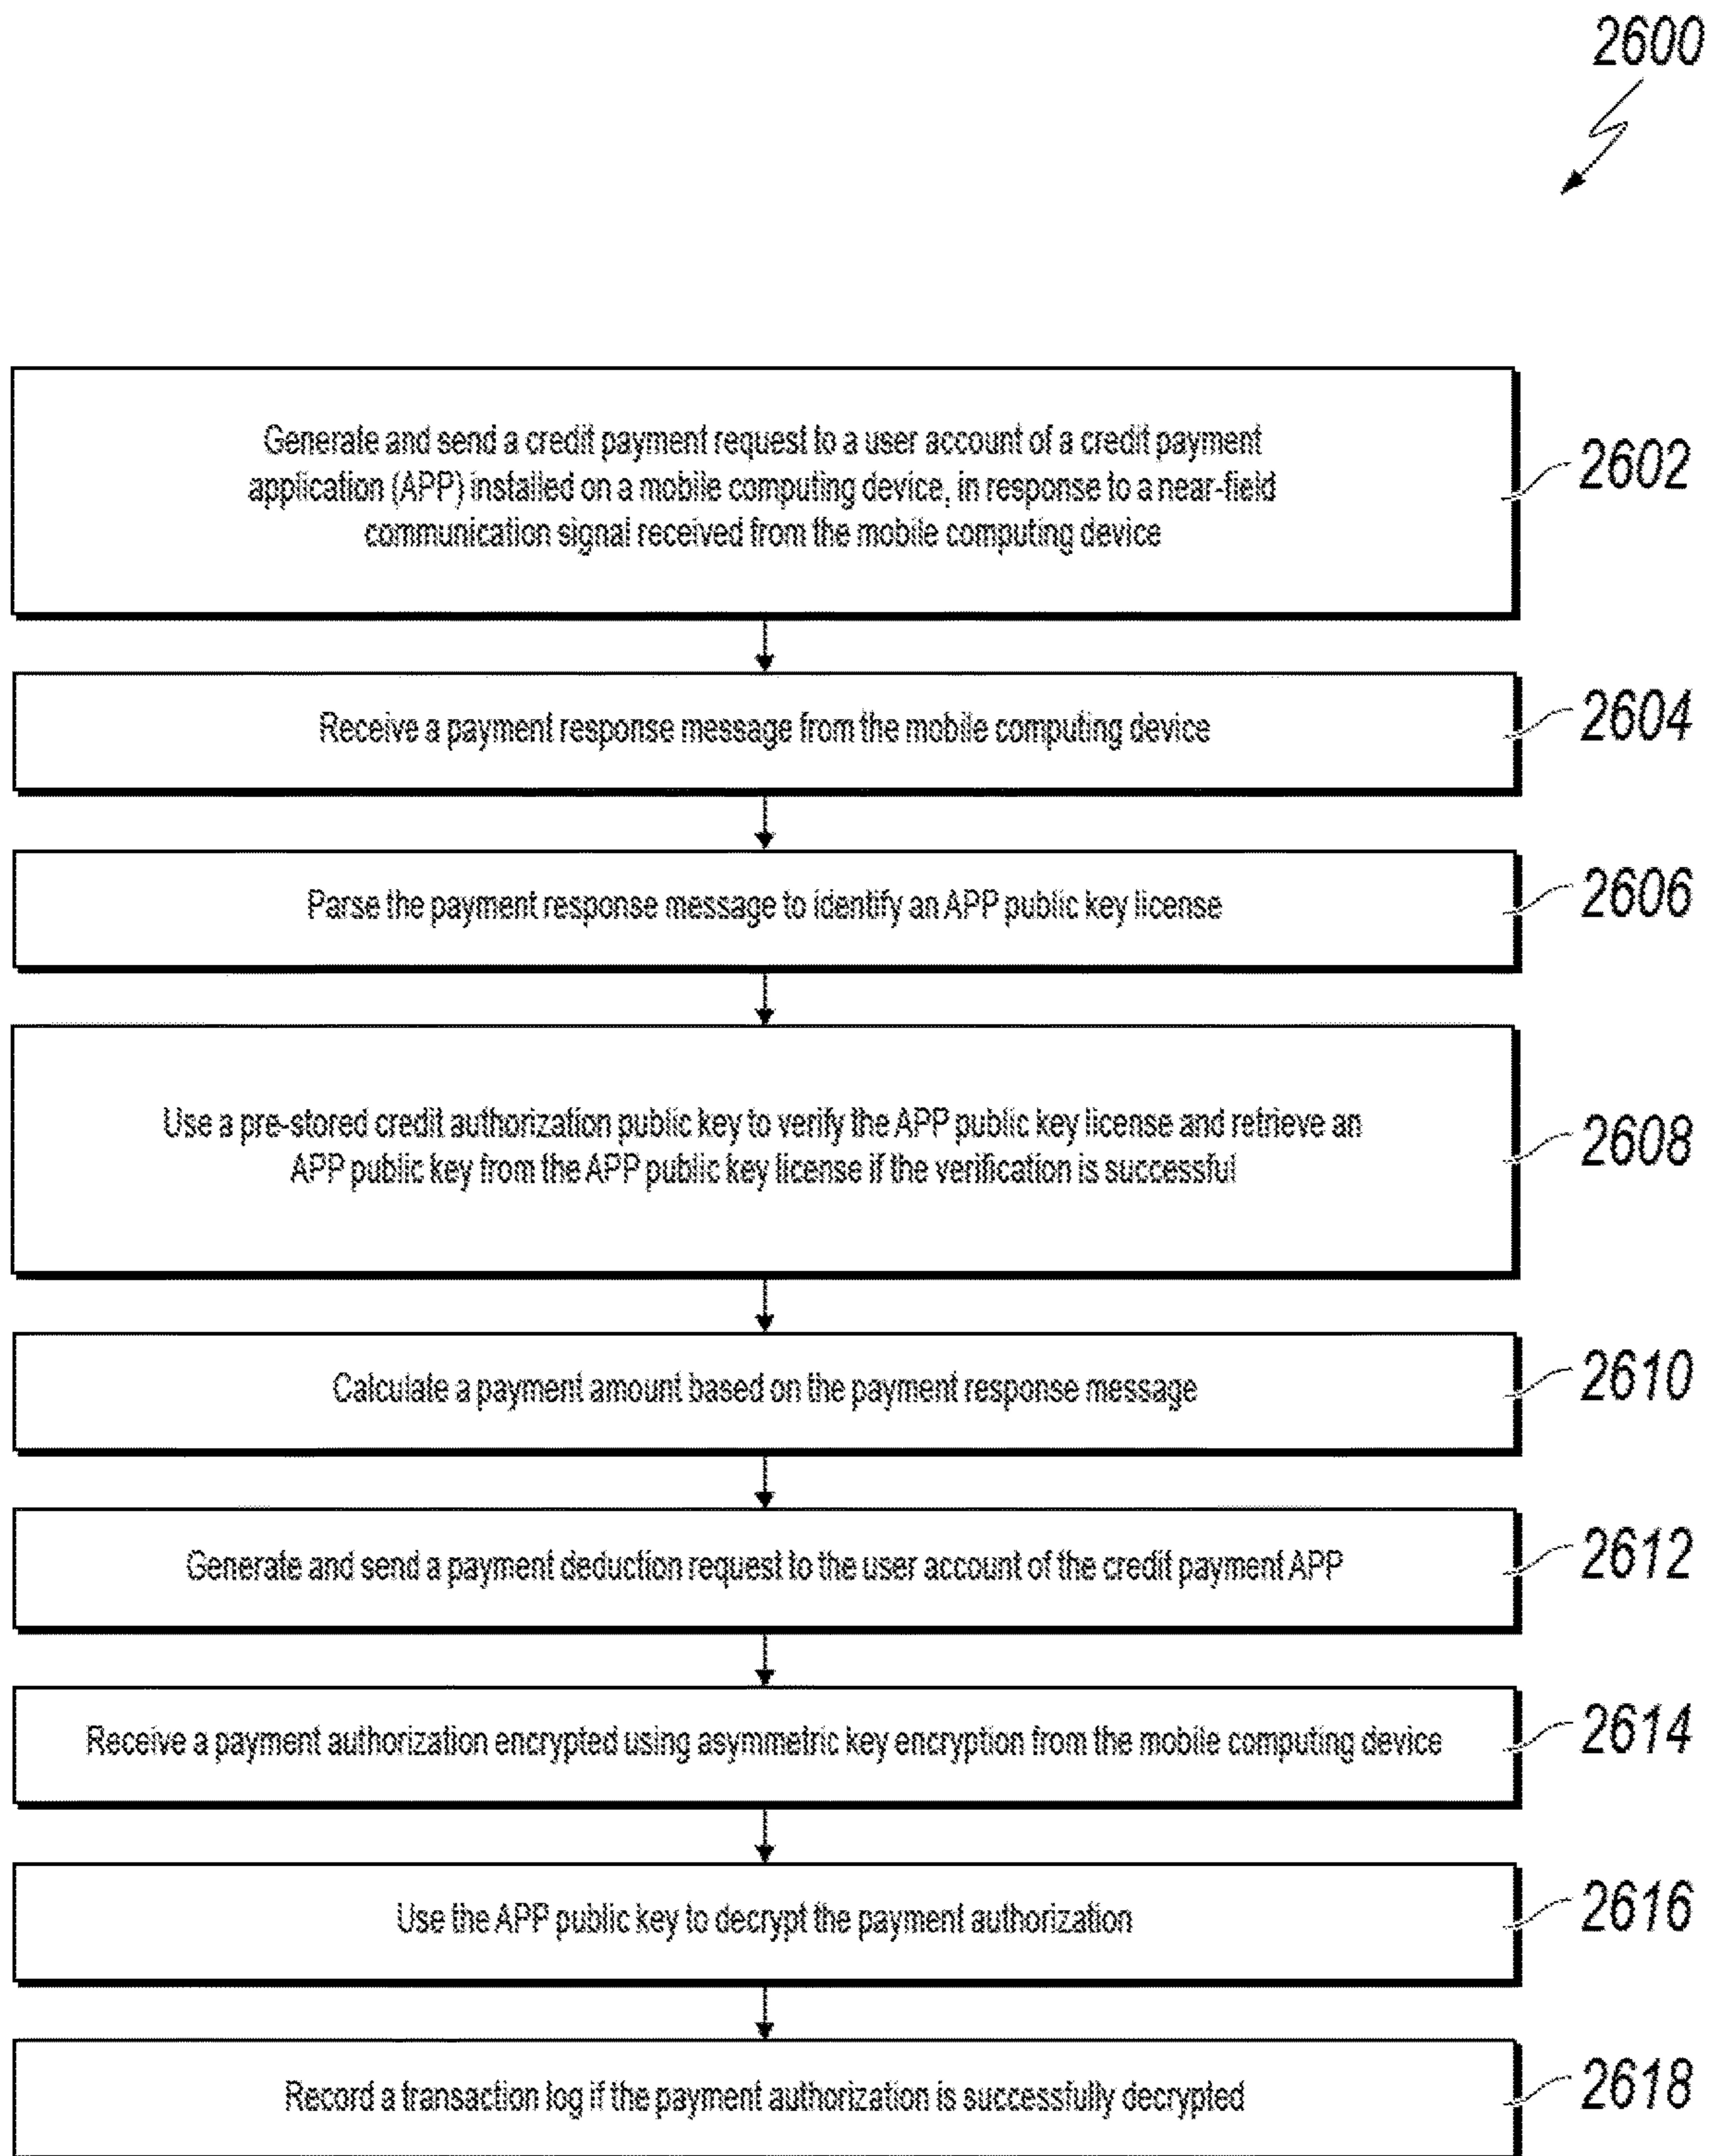 2600
Generate and send a credit payment request to a user account of a credit payment
application (APP) installed on a mobile computing device, in response to a near-field
communication signal received from the mobile computing device
2602
Receive a payment response message from the mobile computing device
2604
Parse the payment response message to identify an APP public key license
2606
Use a pre-stored credit authorization public key to verify the APP public key license and retrieve an
APP public key from the APP public key license if the verification is successful
2608
Calculate a payment amount based on the payment response message
2610
Generate and send a payment deduction request to the user account of the credit payment APP
2612
Receive a payment authorization encrypted using asymmetric key encryption from the mobile computing device
2614
Use the APP public key to decrypt the payment authorization
2616
Record a transaction log if the payment authorization is successfully decrypted
2618